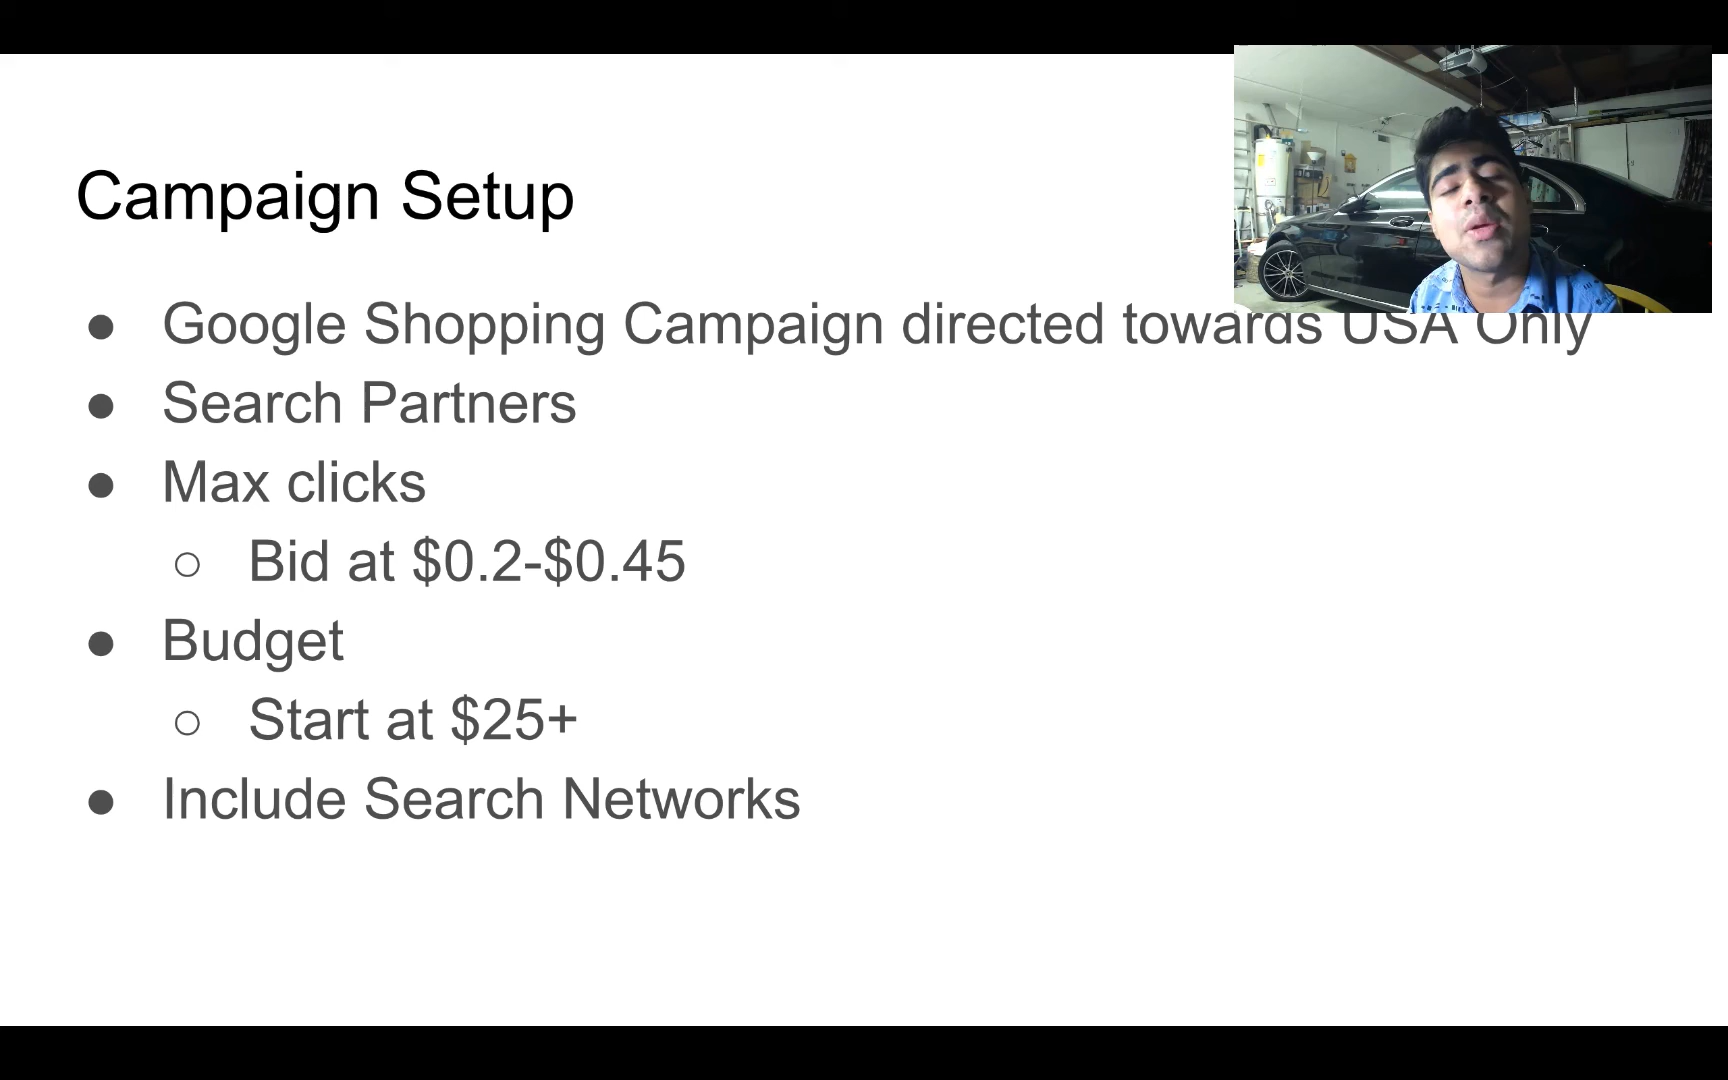 Campaign Setup
● Google Shopping Campaign directed towards USA Only
● Search Partners
● Max clicks
○ Bid at $0.2-$0.45
● Budget
○ Start at $25+
● Include Search Networks